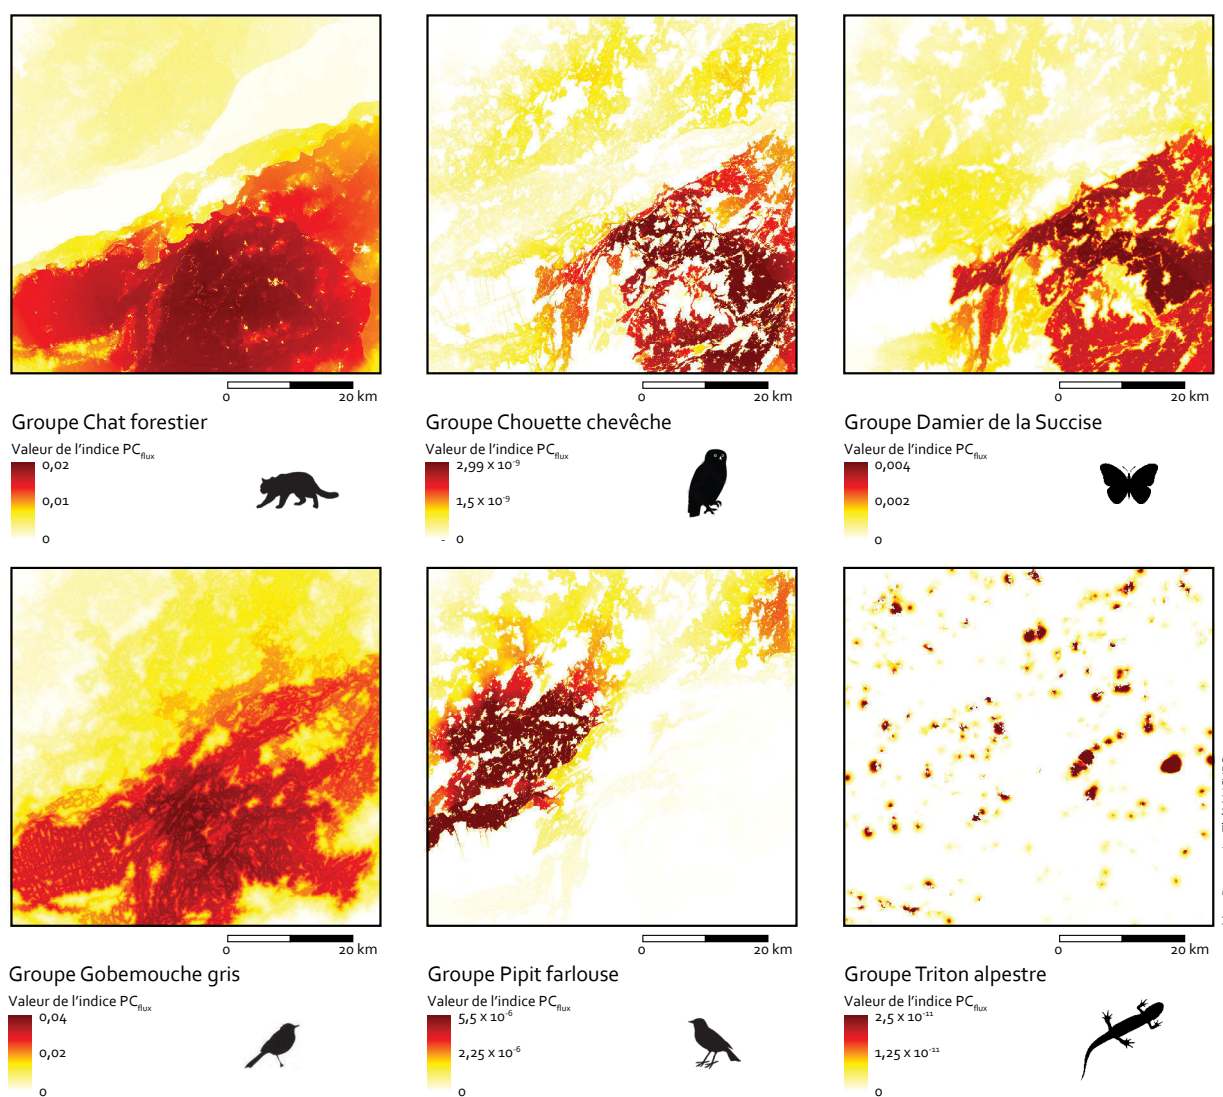 0 20 km
0 20 km
0 20 km
Groupe Chat forestier
Valeur de l'indice PCflux
0,02
0,01
0
Groupe Chouette chevêche
Valeur de l'indice PCflux
2,99 x 10-9
1,5 x 10-9
- 0
Groupe Damier de la Succise
Valeur de l'indice PCflux
0,004
0,002
0
0 20 km
0 20 km
0 20 km
Groupe Gobemouche gris
Valeur de l'indice PCflux
0,04
0,02
0
Groupe Pipit farlouse
Valeur de l'indice PCflux
5,5 x 10-6
2,25 x 10-6
0
Groupe Triton alpestre
Valeur de l'indice PCflux
2,5 x 10-11
1,25 x 10-11
0